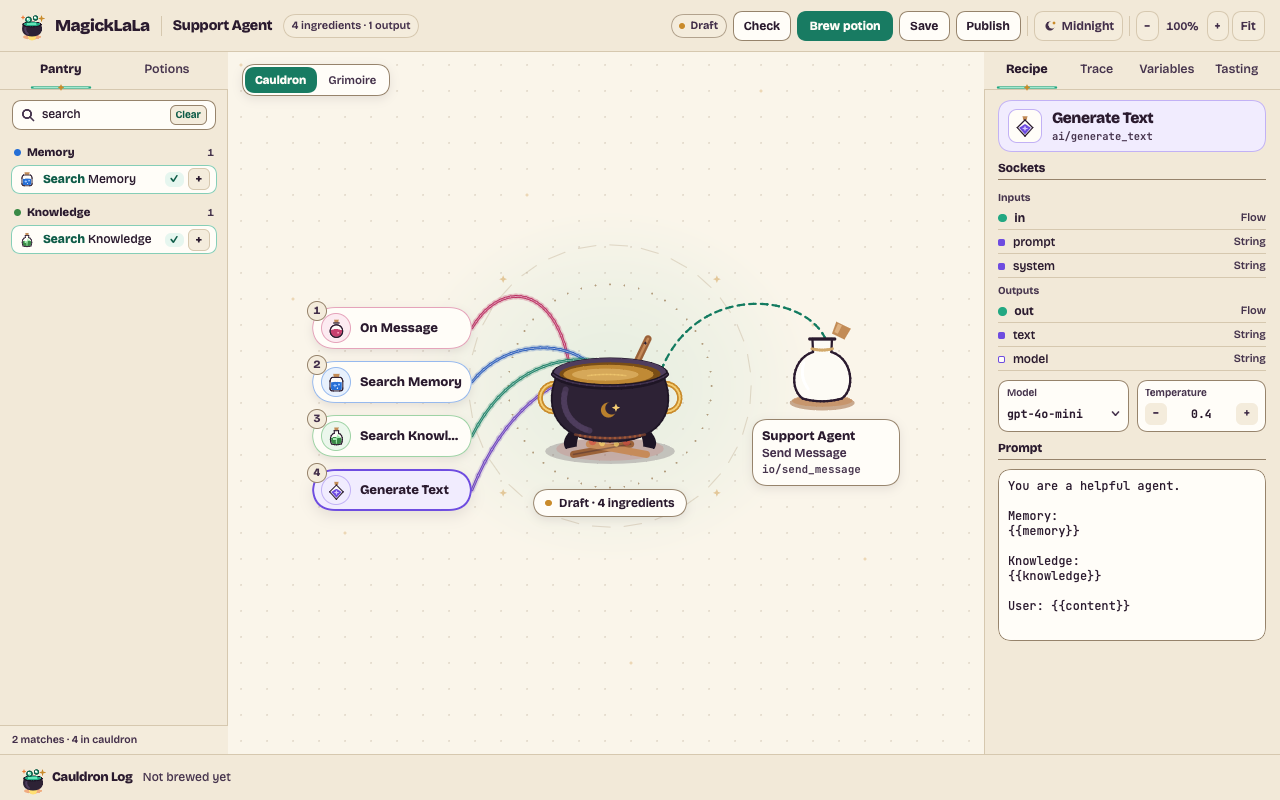 MagickLaLa
Support Agent
4 ingredients · 1 output
Draft
Check
Brew potion
Save
Publish
Midnight
−
100%
+
Fit
Pantry
Potions
search
Clear
Memory
1
Search Memory
+
Knowledge
1
Search Knowledge
+
2 matches · 4 in cauldron
Cauldron
Grimoire
1
On Message
2
Search Memory
3
Search Knowl...
4
Generate Text
Draft · 4 ingredients
Support Agent
Send Message
io/send_message
Recipe
Trace
Variables
Tasting
Generate Text
ai/generate_text
Sockets
Inputs
in Flow
prompt String
system String
Outputs
out Flow
text String
model String
Model
gpt-4o-mini
Temperature
− 0.4 +
Prompt
You are a helpful agent.
Memory:
{{memory}}
Knowledge:
{{knowledge}}
User: {{content}}
Cauldron Log
Not brewed yet